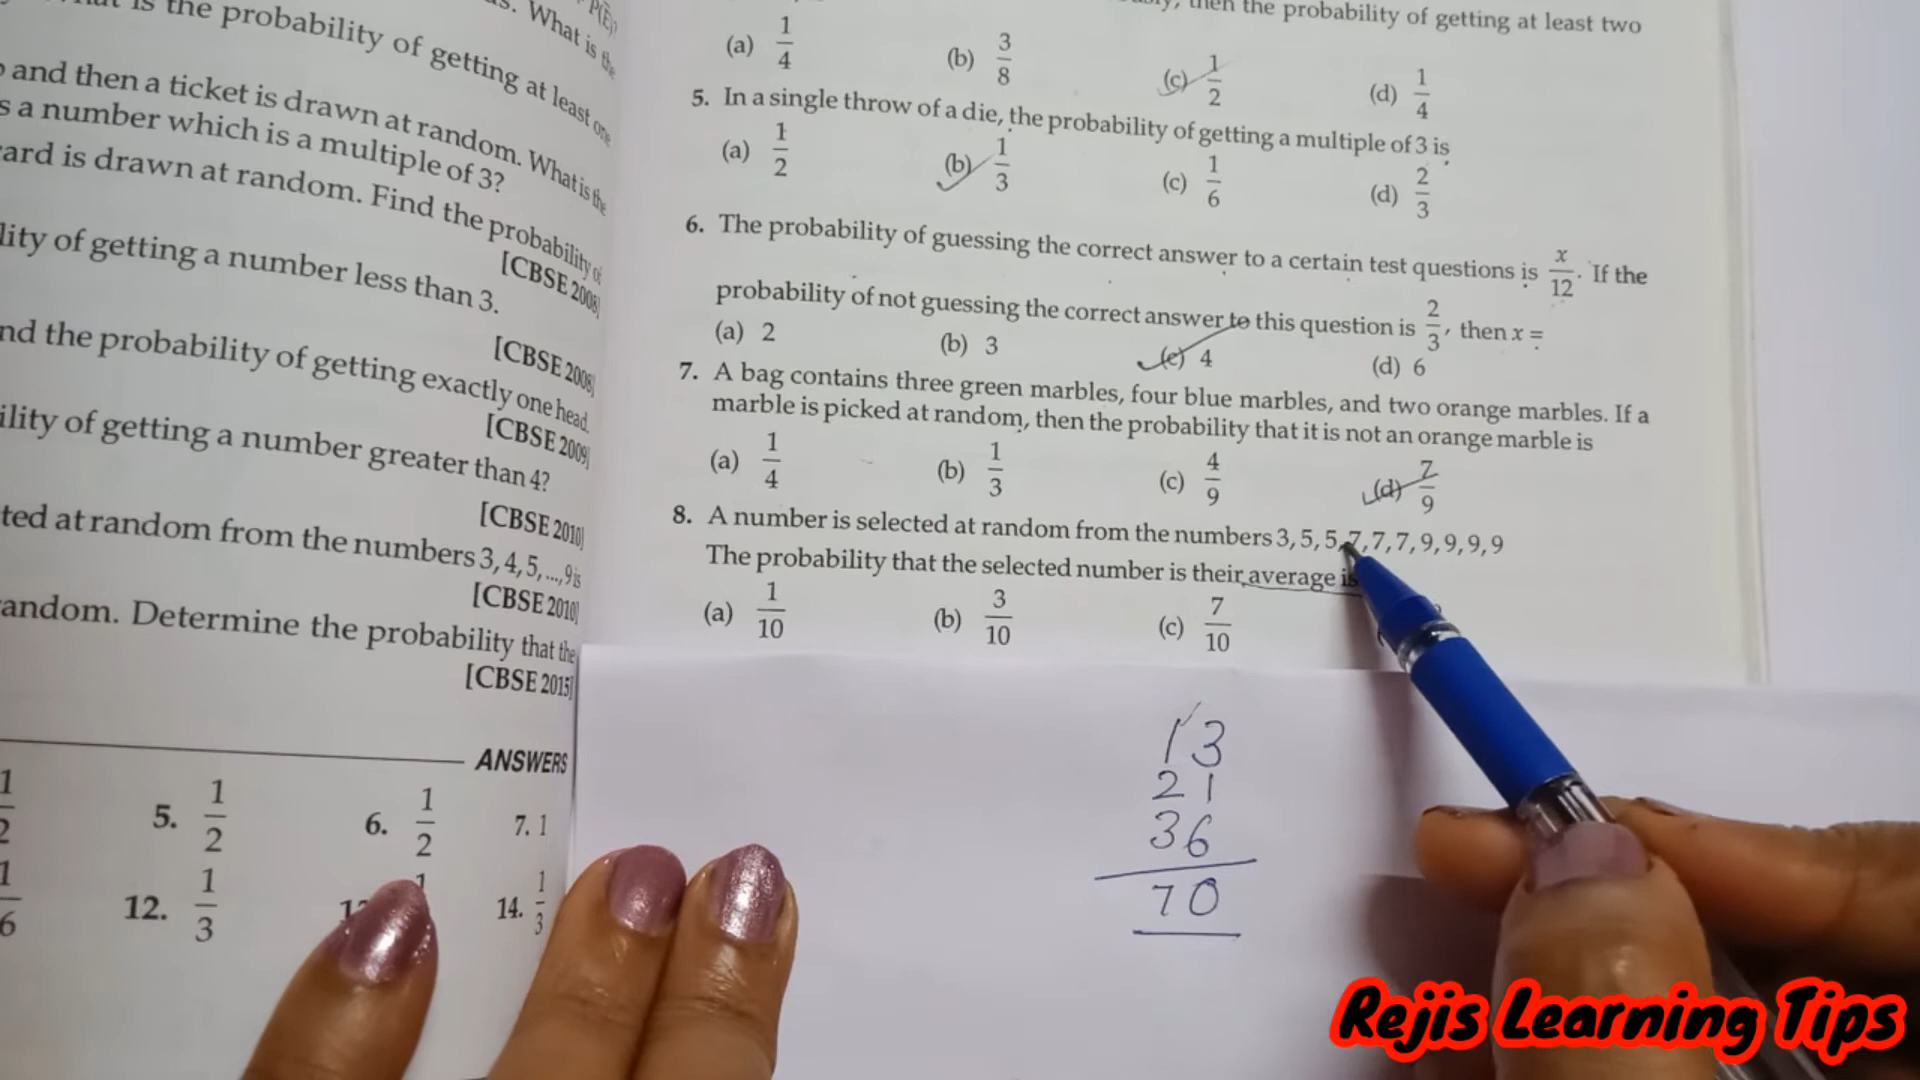 P(E)?
What is the
is the probability of getting at least one
and then a ticket is drawn at random. What is the
s a number which is a multiple of 3?
ard is drawn at random. Find the probability of
[CBSE 2008]
lity of getting a number less than 3.
[CBSE 2008]
nd the probability of getting exactly one head.
[CBSE 2009]
ility of getting a number greater than 4?
[CBSE 2010]
ted at random from the numbers 3, 4, 5, ..., 9 is
[CBSE 2010]
andom. Determine the probability that the
[CBSE 2015]
ANSWERS
1/2 5. 1/2 6. 1/2 7. 1
1/6 12. 1/3 14. 1/3
then the probability of getting at least two
(a) 1/4 (b) 3/8 (c) 1/2 (d) 1/4
5. In a single throw of a die, the probability of getting a multiple of 3 is
(a) 1/2 (b) 1/3 (c) 1/6 (d) 2/3
6. The probability of guessing the correct answer to a certain test questions is x/12. If the
probability of not guessing the correct answer to this question is 2/3, then x =
(a) 2 (b) 3 (c) 4 (d) 6
7. A bag contains three green marbles, four blue marbles, and two orange marbles. If a
marble is picked at random, then the probability that it is not an orange marble is
(a) 1/4 (b) 1/3 (c) 4/9 (d) 7/9
8. A number is selected at random from the numbers 3, 5, 5, 7, 7, 7, 9, 9, 9, 9
The probability that the selected number is their average is
(a) 1/10 (b) 3/10 (c) 7/10
13
21
36
70
Rejis Learning Tips